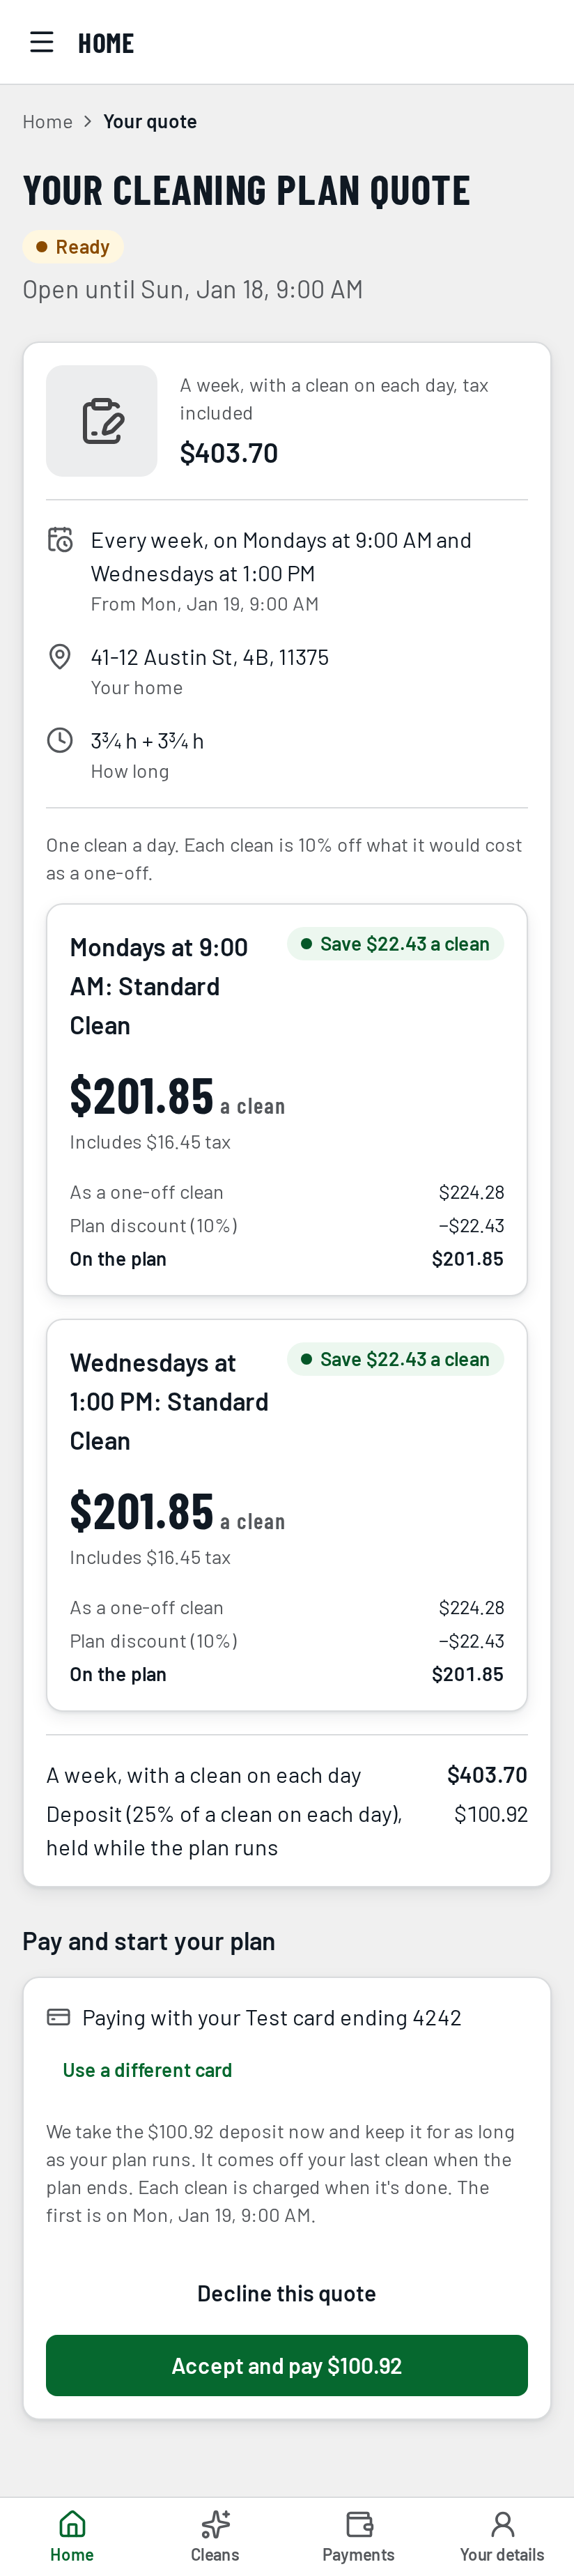 HOME
Home > Your quote
YOUR CLEANING PLAN QUOTE
Ready
Open until Sun, Jan 18, 9:00 AM
A week, with a clean on each day, tax
included
$403.70
Every week, on Mondays at 9:00 AM and
Wednesdays at 1:00 PM
From Mon, Jan 19, 9:00 AM
41-12 Austin St, 4B, 11375
Your home
3¾ h + 3¾ h
How long
One clean a day. Each clean is 10% off what it would cost
as a one-off.
Mondays at 9:00
AM: Standard
Clean
Save $22.43 a clean
$201.85 a clean
Includes $16.45 tax
As a one-off clean $224.28
Plan discount (10%) −$22.43
On the plan $201.85
Wednesdays at
1:00 PM: Standard
Clean
Save $22.43 a clean
$201.85 a clean
Includes $16.45 tax
As a one-off clean $224.28
Plan discount (10%) −$22.43
On the plan $201.85
A week, with a clean on each day $403.70
Deposit (25% of a clean on each day), $100.92
held while the plan runs
Pay and start your plan
Paying with your Test card ending 4242
Use a different card
We take the $100.92 deposit now and keep it for as long
as your plan runs. It comes off your last clean when the
plan ends. Each clean is charged when it's done. The
first is on Mon, Jan 19, 9:00 AM.
Decline this quote
Accept and pay $100.92
Home Cleans Payments Your details